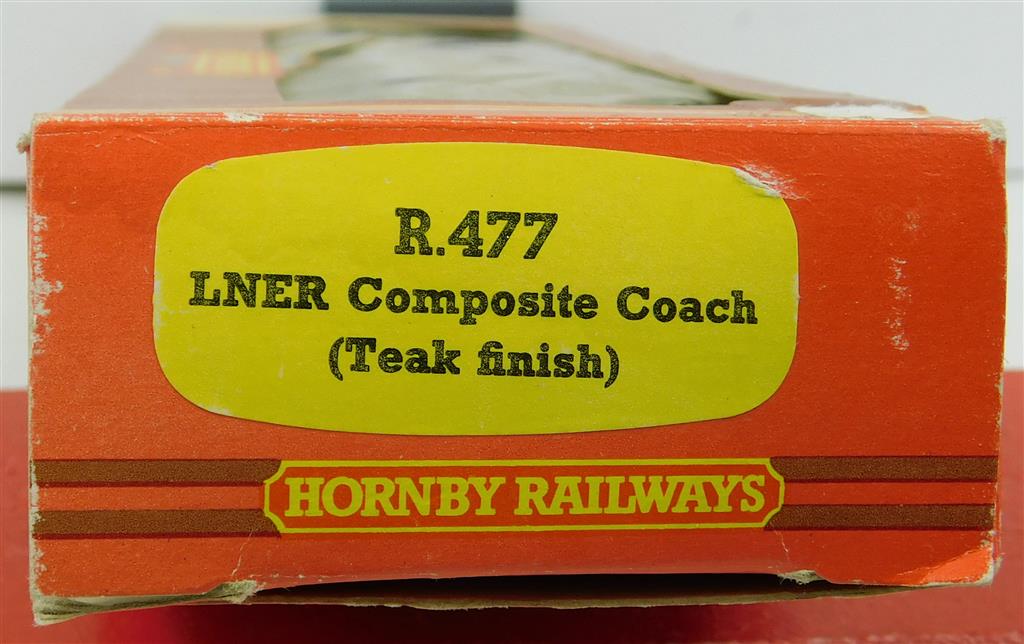 R.477
LNER Composite Coach
(Teak finish)
HORNBY RAILWAYS